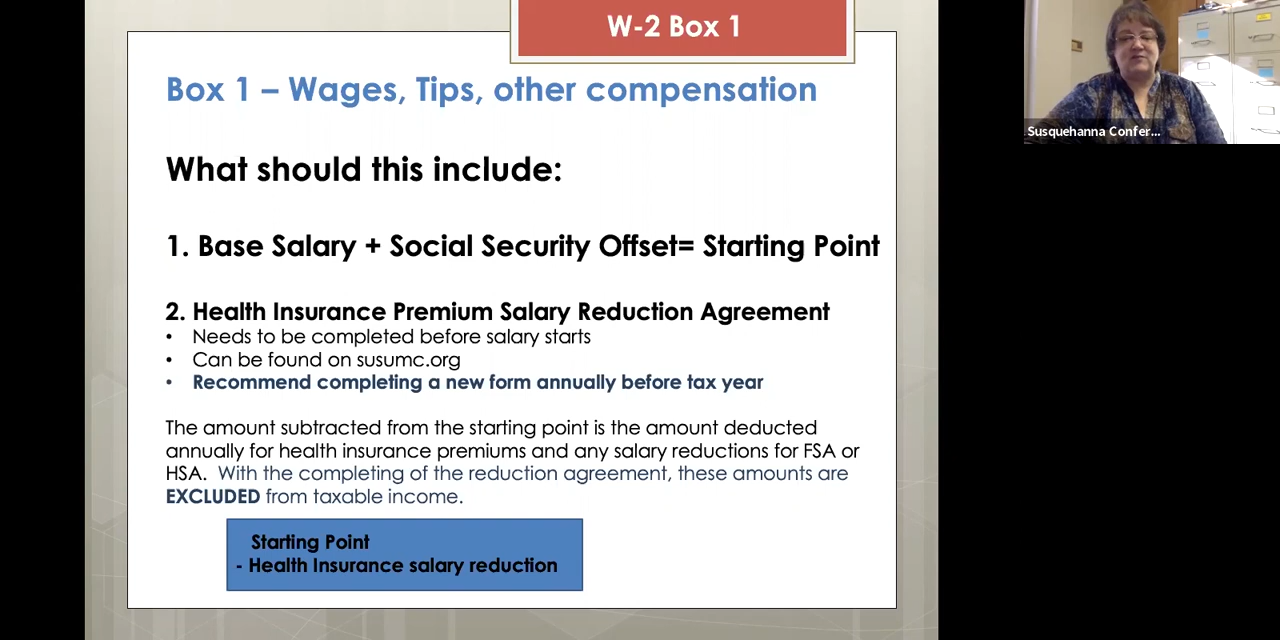 W-2 Box 1
Box 1 – Wages, Tips, other compensation
What should this include:
1. Base Salary + Social Security Offset= Starting Point
2. Health Insurance Premium Salary Reduction Agreement
• Needs to be completed before salary starts
• Can be found on susumc.org
• Recommend completing a new form annually before tax year
The amount subtracted from the starting point is the amount deducted
annually for health insurance premiums and any salary reductions for FSA or
HSA. With the completing of the reduction agreement, these amounts are
EXCLUDED from taxable income.
Starting Point
- Health Insurance salary reduction
Susquehanna Confer...